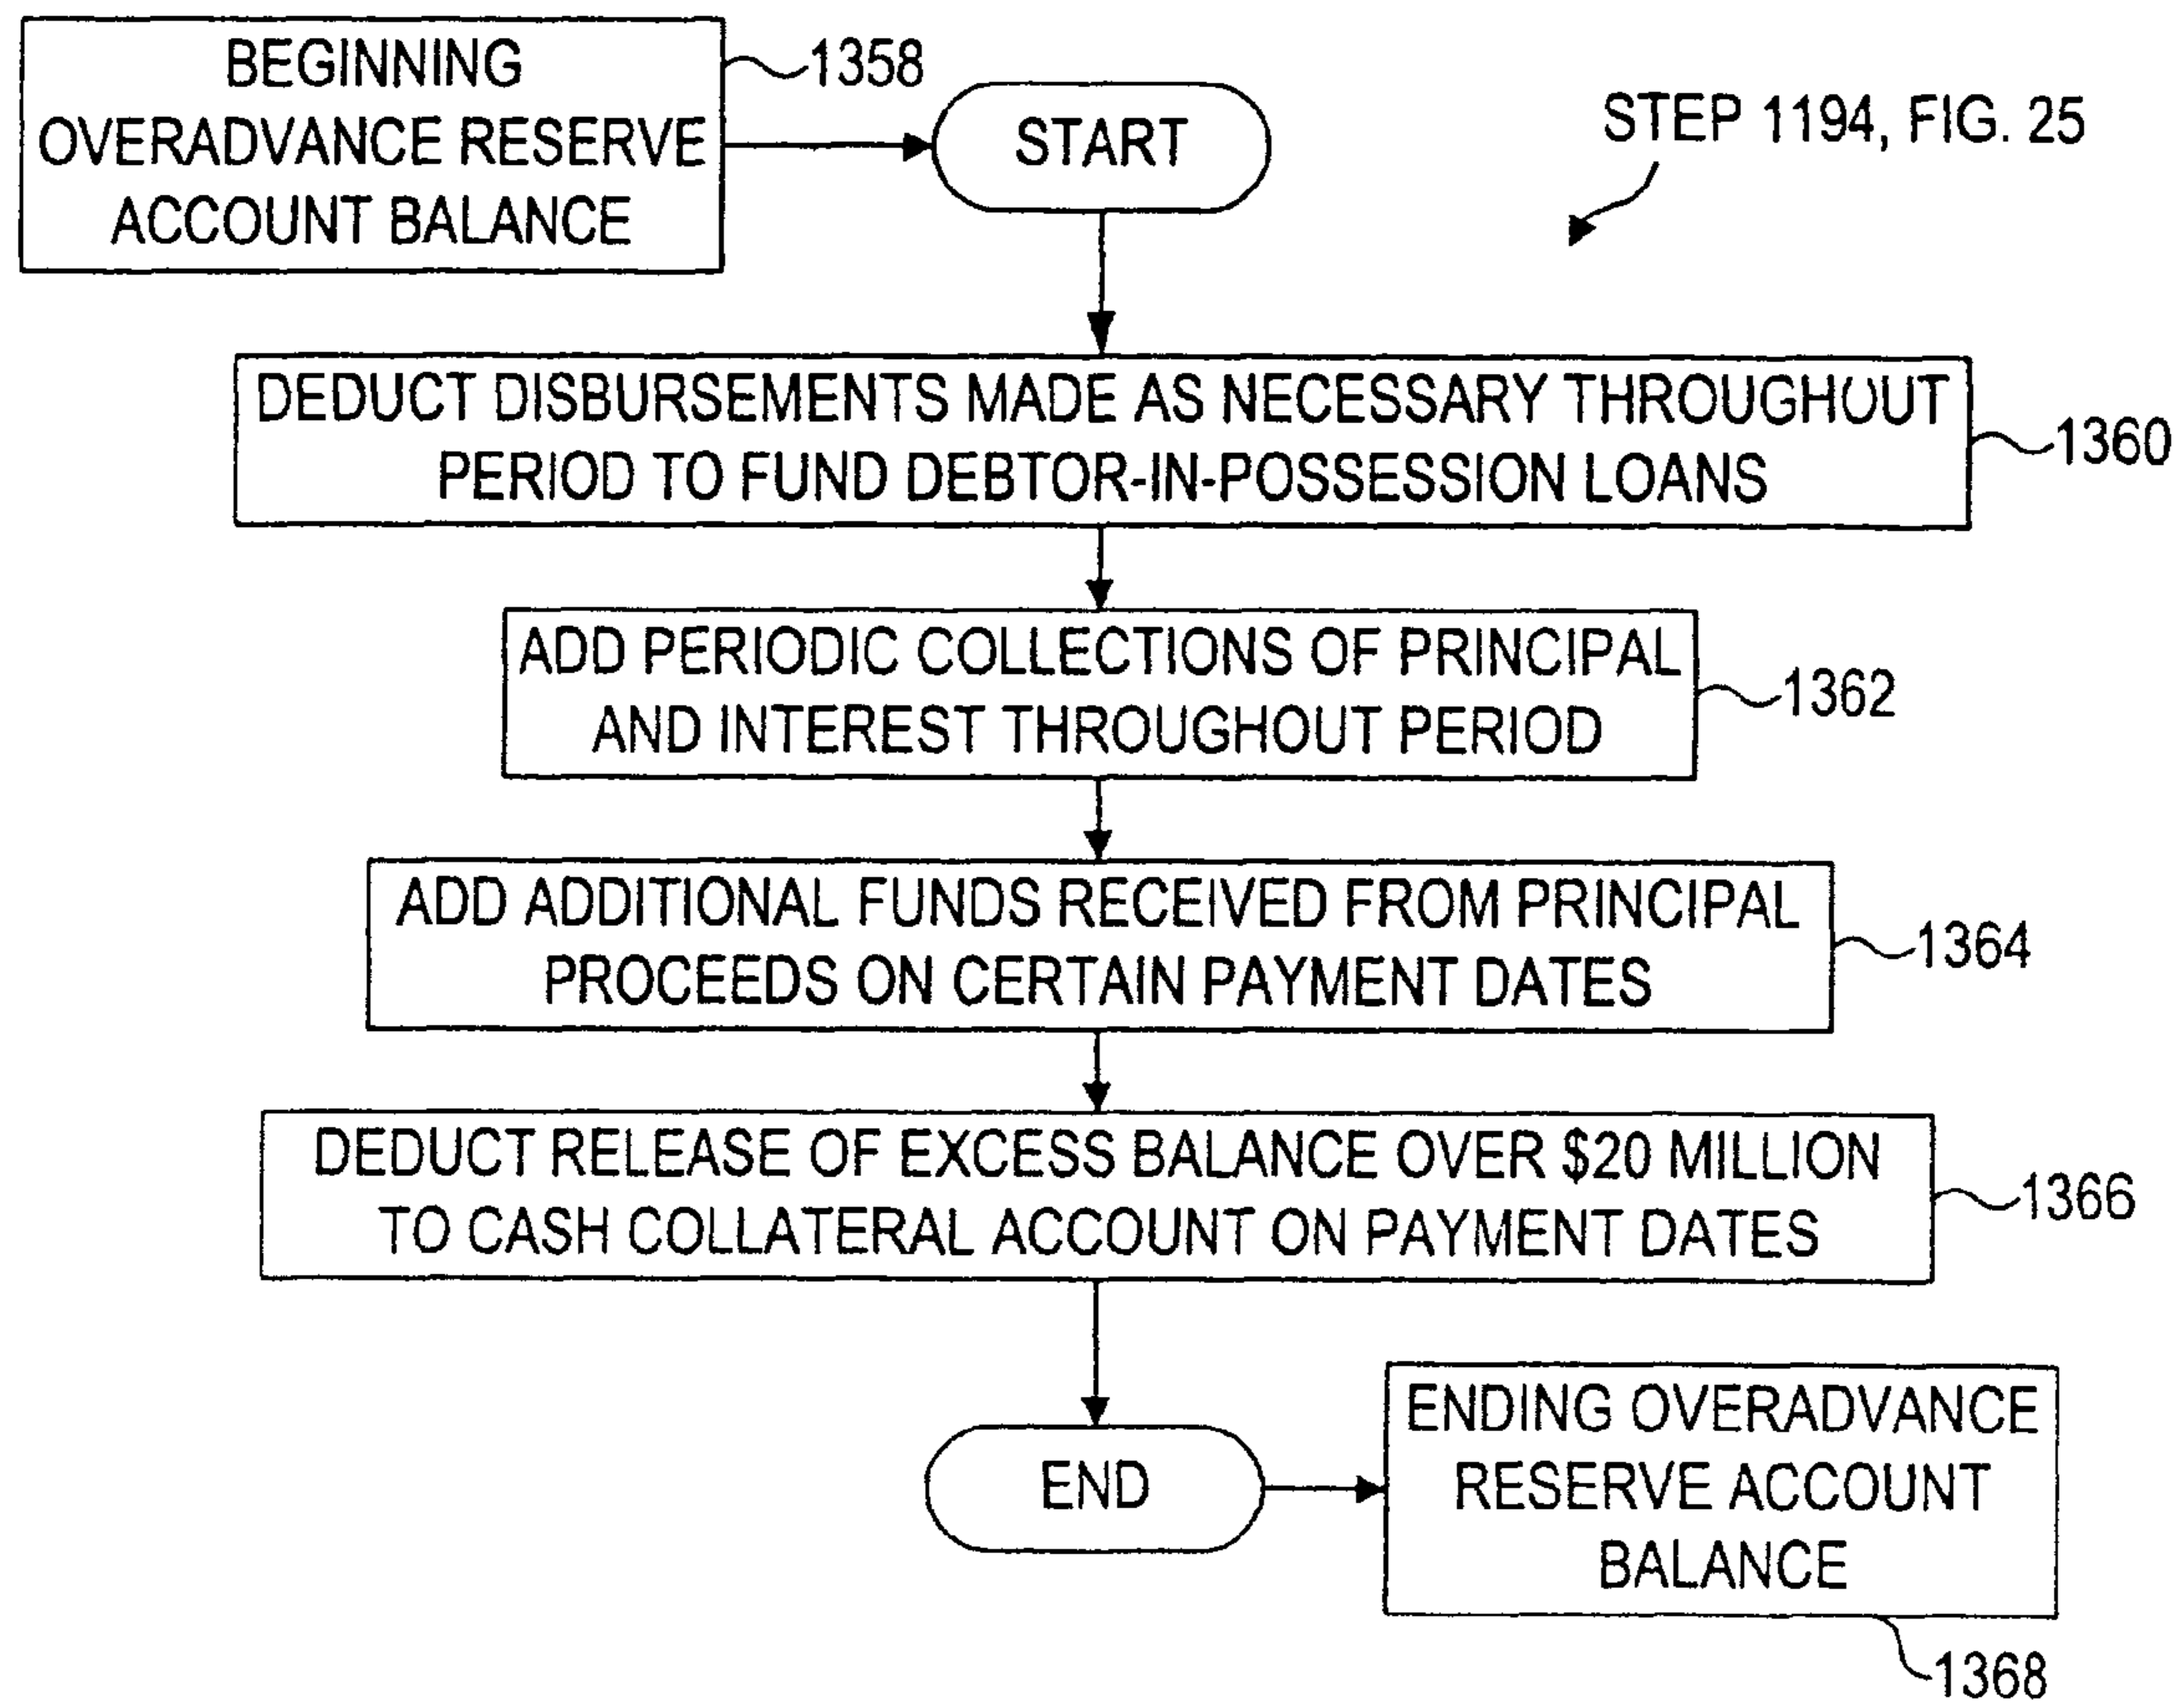 BEGINNING
OVERADVANCE RESERVE
ACCOUNT BALANCE
1358
START
STEP 1194, FIG. 25
DEDUCT DISBURSEMENTS MADE AS NECESSARY THROUGHOUT
PERIOD TO FUND DEBTOR-IN-POSSESSION LOANS
1360
ADD PERIODIC COLLECTIONS OF PRINCIPAL
AND INTEREST THROUGHOUT PERIOD
1362
ADD ADDITIONAL FUNDS RECEIVED FROM PRINCIPAL
PROCEEDS ON CERTAIN PAYMENT DATES
1364
DEDUCT RELEASE OF EXCESS BALANCE OVER $20 MILLION
TO CASH COLLATERAL ACCOUNT ON PAYMENT DATES
1366
END
ENDING OVERADVANCE
RESERVE ACCOUNT
BALANCE
1368